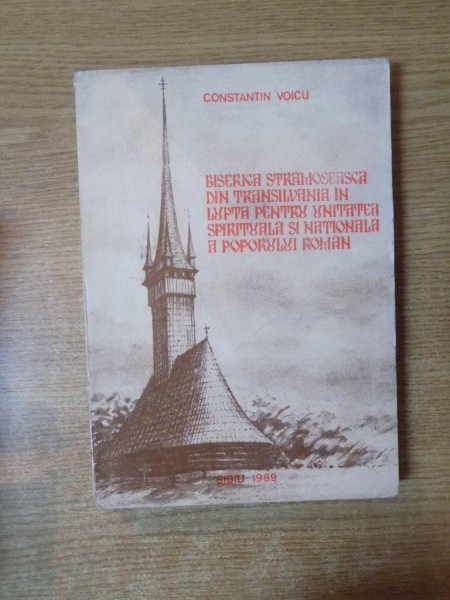 CONSTANTIN VOICU
BISERICA STRAMOSEASCA
DIN TRANSILVANIA IN
LUPTA PENTRU UNITATEA
SPIRITUALA SI NATIONALA
A POPORULUI ROMAN
SIBIU 1989